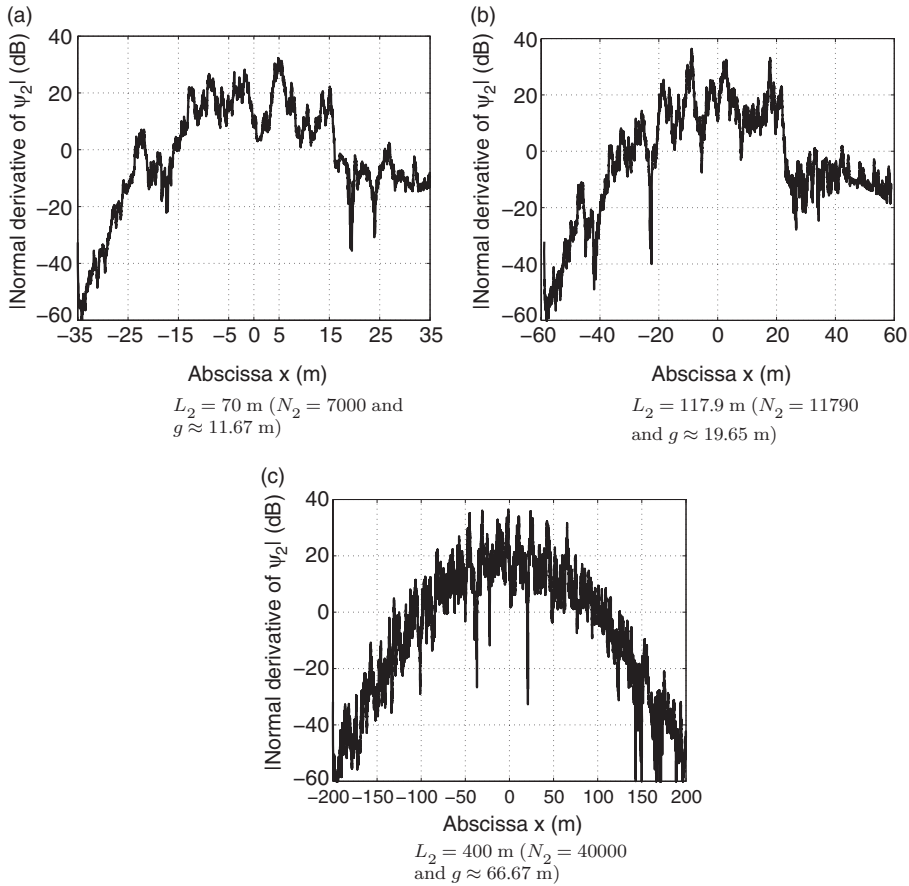 (a)
|Normal derivative of ψ2| (dB)
40
20
0
−20
−40
−60
−35
−25
−15
−5
0
5
15
25
35
Abscissa x (m)
L2 = 70 m (N2 = 7000 and
g ≈ 11.67 m)
(b)
|Normal derivative of ψ2| (dB)
40
20
0
−20
−40
−60
−60
−40
−20
0
20
40
60
Abscissa x (m)
L2 = 117.9 m (N2 = 11790
and g ≈ 19.65 m)
(c)
|Normal derivative of ψ2| (dB)
40
20
0
−20
−40
−60
−200
−150
−100
−50
0
50
100
150
200
Abscissa x (m)
L2 = 400 m (N2 = 40000
and g ≈ 66.67 m)